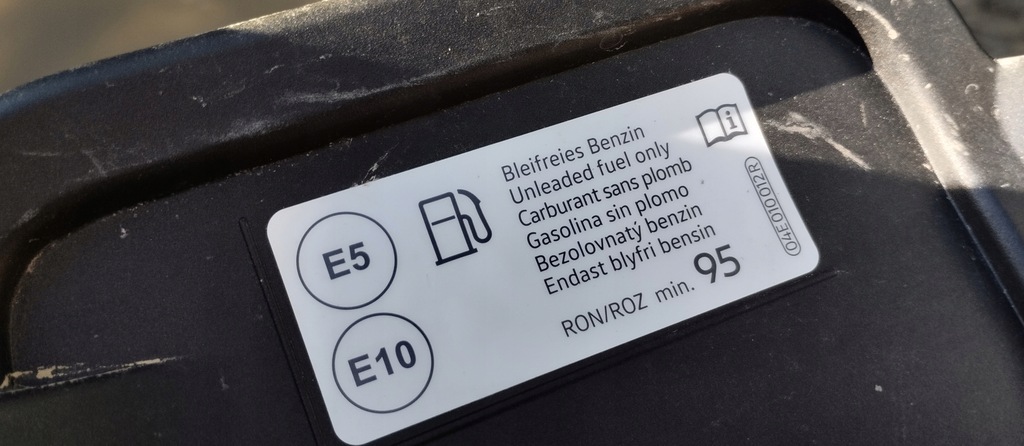 E5
E10
Bleifreies Benzin
Unleaded fuel only
Carburant sans plomb
Gasolina sin plomo
Bezolovnatý benzin
Endast blyfri bensin
RON/ROZ min. 95
i
04E010012R